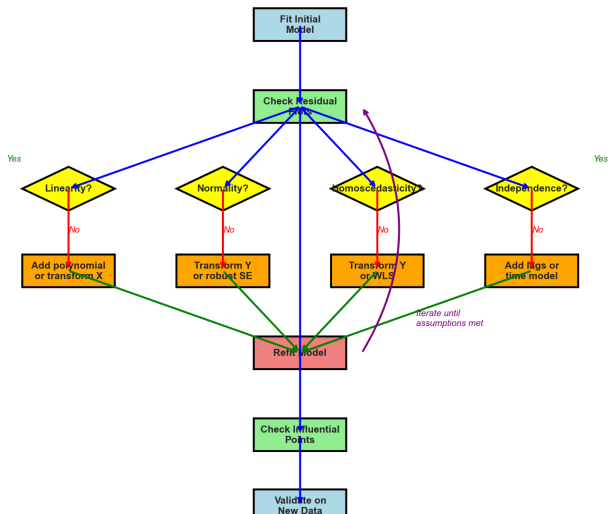 Fit Initial
Model
Check Residual
Plots
Yes
Yes
Linearity?
Normality?
Homoscedasticity?
Independence?
No
No
No
No
Add polynomial
or transform X
Transform Y
or robust SE
Transform Y
or WLS
Add lags or
time model
Iterate until
assumptions met
Refit Model
Check Influential
Points
Validate on
New Data